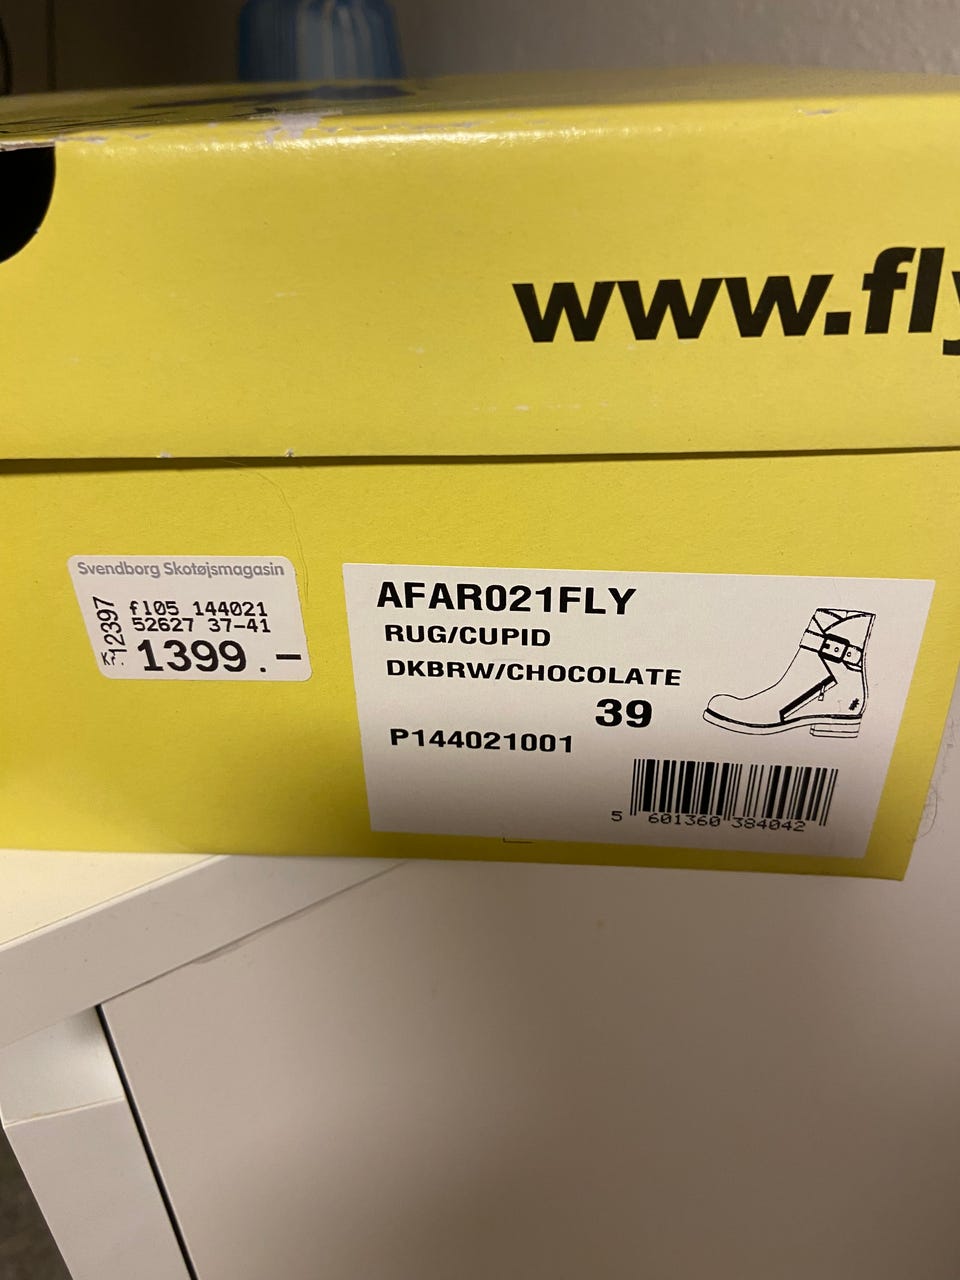 www.fly
Svendborg Skotøjsmagasin
fl05 144021
52627 37-41
12397
Kr. 1399.-
AFAR021FLY
RUG/CUPID
DKBRW/CHOCOLATE
39
P144021001
5 601360 384042